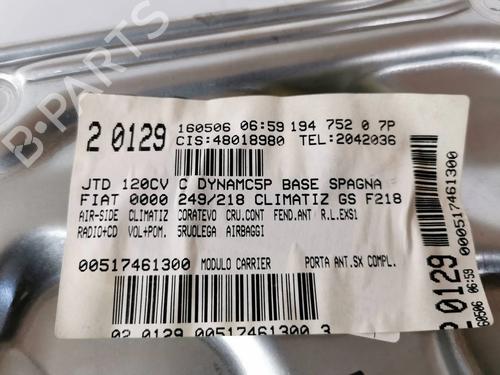 2 0129
160506 06:59 194 752 0 7P
CIS:48018980 TEL:2042036
JTD 120CV C DYNAMC5P BASE SPAGNA
FIAT 0000 249/218 CLIMATIZ GS F218
AIR-SIDE CLIMATIZ CORATEVO CRU.CONT FEND.ANT R.L.EXS1
RADIO+CD VOL+POM. 5RUOLEGA AIRBAGGI
00517461300 MODULO CARRIER PORTA ANT.SX COMPL.
02 0129 00517461300 3
000517461300
2 0129
160506 06:59
B-PARTS